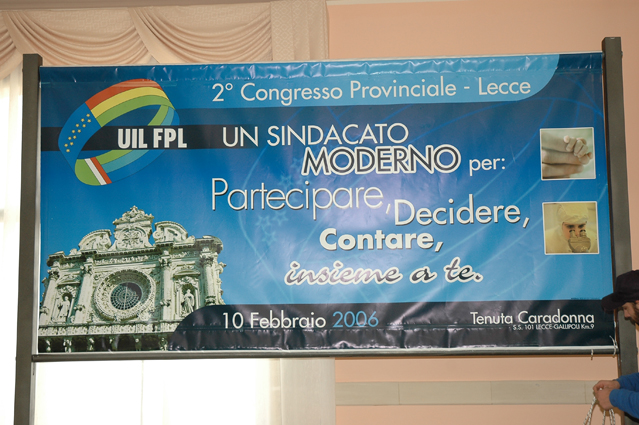 2° Congresso Provinciale - Lecce
UIL FPL
UN SINDACATO
MODERNO per:
Partecipare,
Decidere,
Contare,
insieme a te.
10 Febbraio 2006
Tenuta Caradonna
S.S. 101 LECCE-GALLIPOLI Km.9